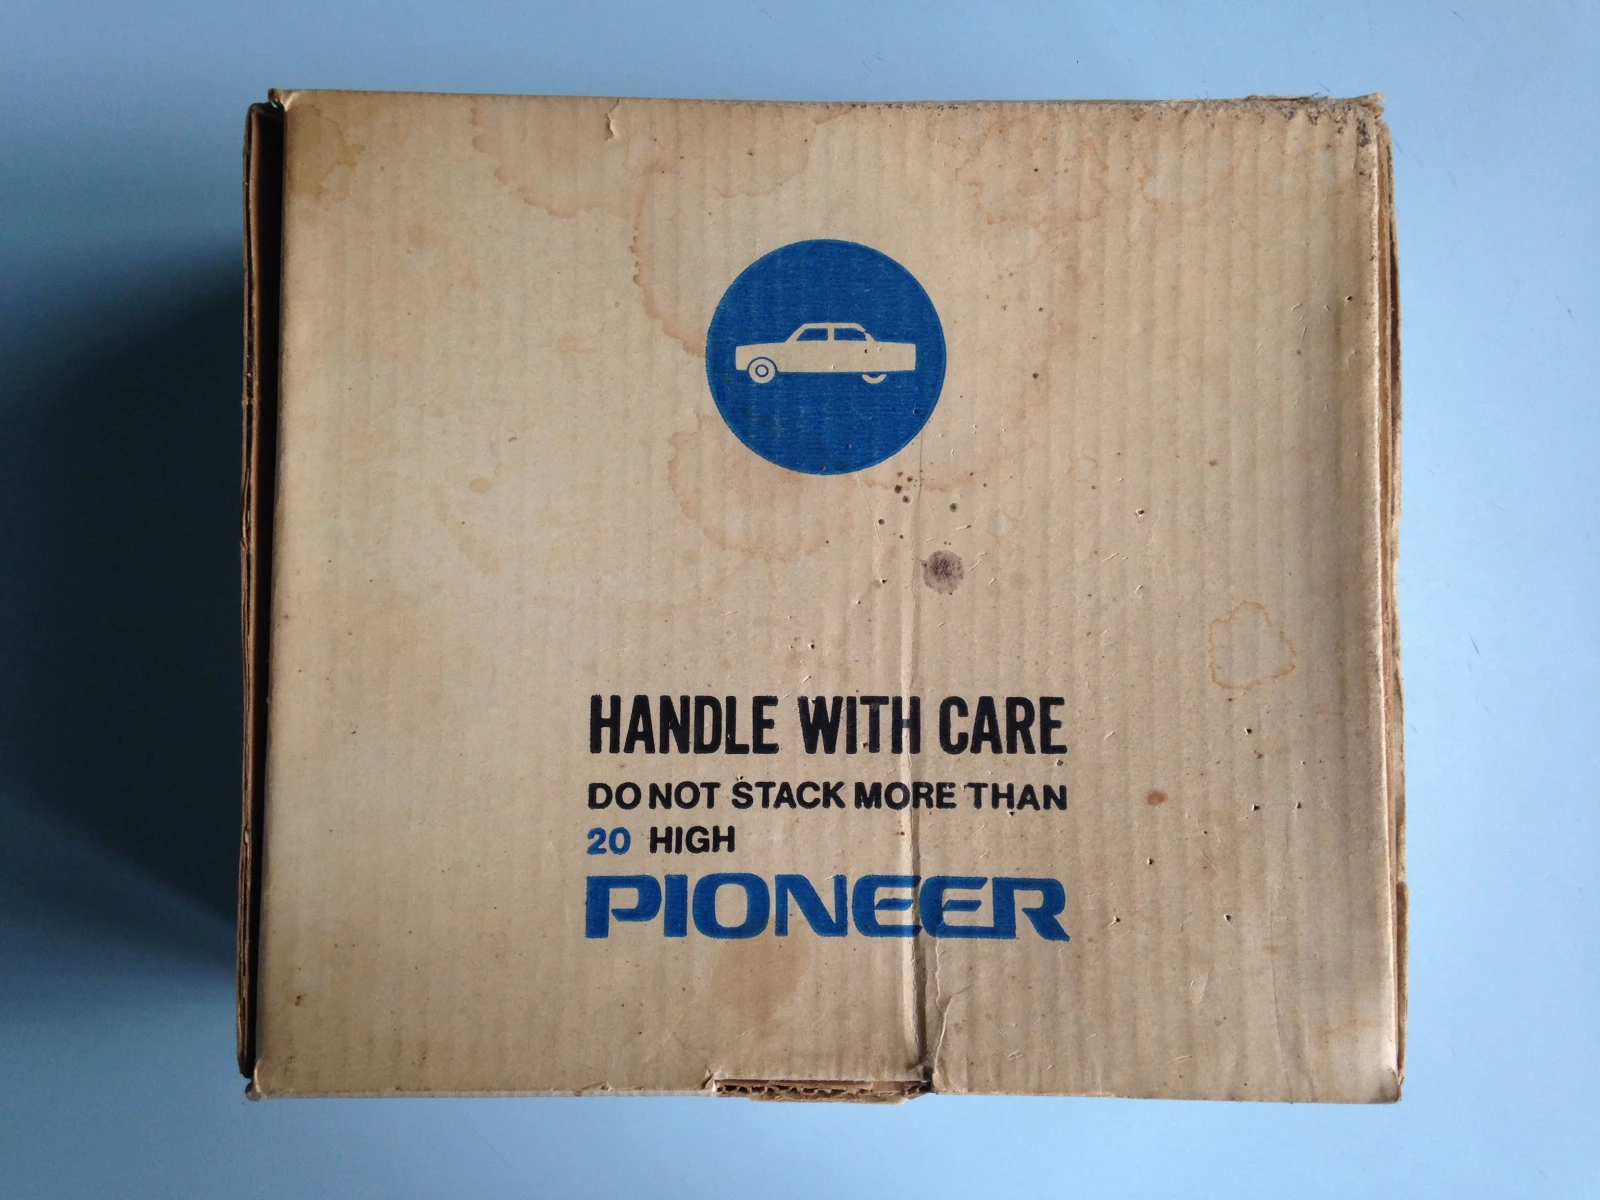 HANDLE WITH CARE
DO NOT STACK MORE THAN
20 HIGH
PIONEER